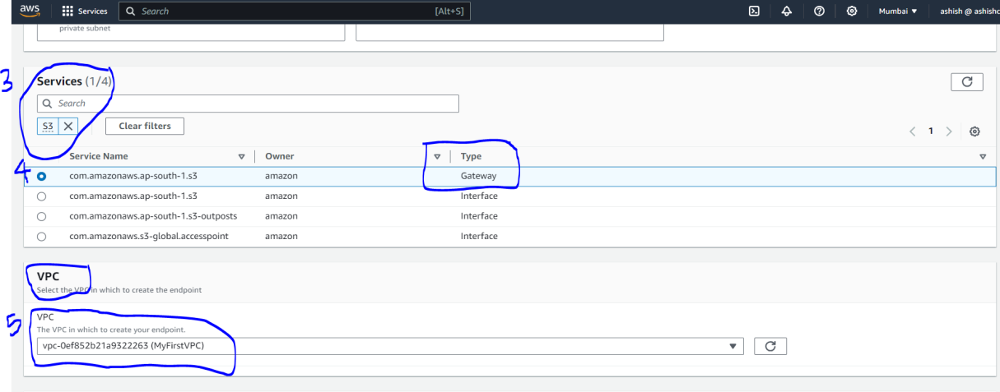 aws Services Search [Alt+S] Mumbai ▼ ashish @ ashishc
private subnet
3
Services (1/4)
Search
S3 Clear filters
1
Service Name Owner Type
4
com.amazonaws.ap-south-1.s3 amazon Gateway
com.amazonaws.ap-south-1.s3 amazon Interface
com.amazonaws.ap-south-1.s3-outposts amazon Interface
com.amazonaws.s3-global.accesspoint amazon Interface
VPC
Select the VPC in which to create the endpoint
5
VPC
The VPC in which to create your endpoint.
vpc-0ef852b21a9322263 (MyFirstVPC)